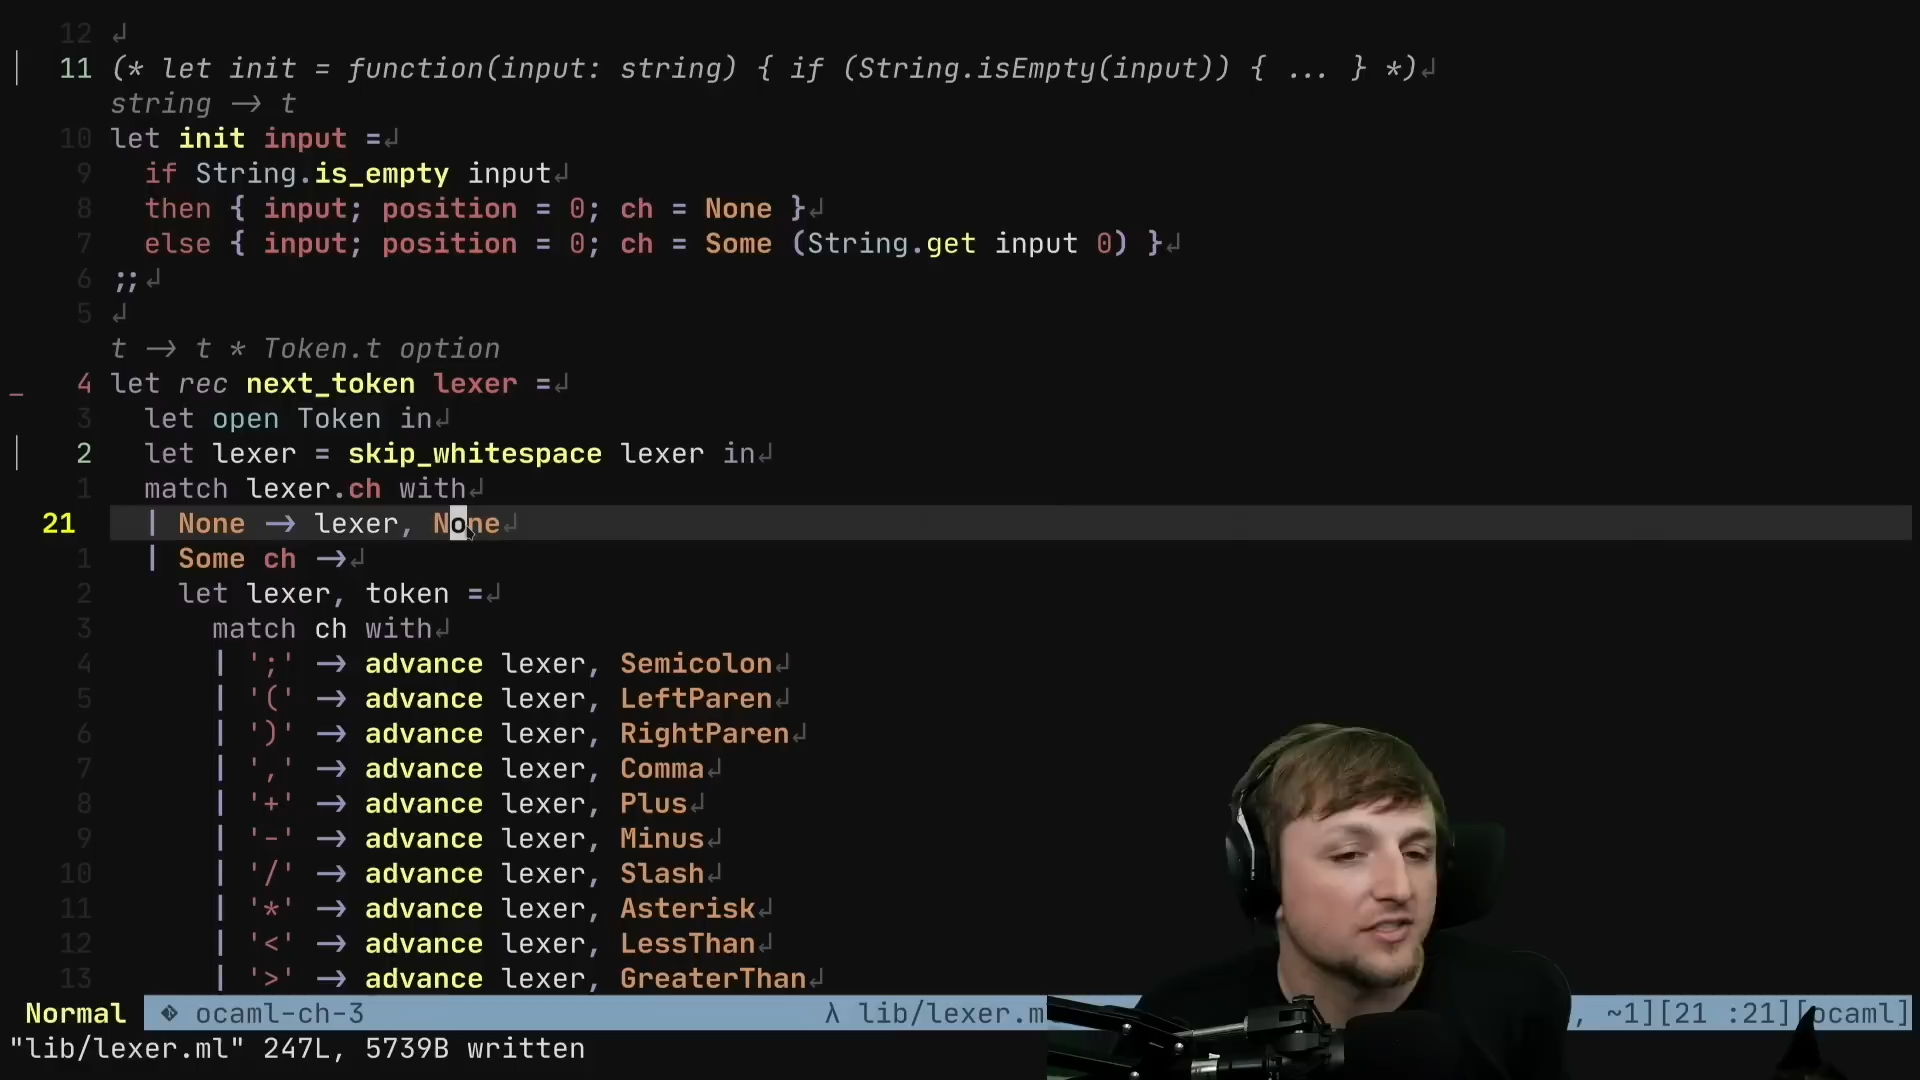 12 ↲
11 (* let init = function(input: string) { if (String.isEmpty(input)) { ... } *)↲
string -> t
10 let init input =↲
9 if String.is_empty input↲
8 then { input; position = 0; ch = None }↲
7 else { input; position = 0; ch = Some (String.get input 0) }↲
6 ;;↲
5 ↲
t -> t * Token.t option
_ 4 let rec next_token lexer =↲
3 let open Token in↲
2 let lexer = skip_whitespace lexer in↲
1 match lexer.ch with↲
21 | None -> lexer, None↲
1 | Some ch ->↲
2 let lexer, token =↲
3 match ch with↲
4 | ';' -> advance lexer, Semicolon↲
5 | '(' -> advance lexer, LeftParen↲
6 | ')' -> advance lexer, RightParen↲
7 | ',' -> advance lexer, Comma↲
8 | '+' -> advance lexer, Plus↲
9 | '-' -> advance lexer, Minus↲
10 | '/' -> advance lexer, Slash↲
11 | '*' -> advance lexer, Asterisk↲
12 | '<' -> advance lexer, LessThan↲
13 | '>' -> advance lexer, GreaterThan↲
Normal ocaml-ch-3 λ lib/lexer.m , ~1][21 :21][ocaml]
"lib/lexer.ml" 247L, 5739B written